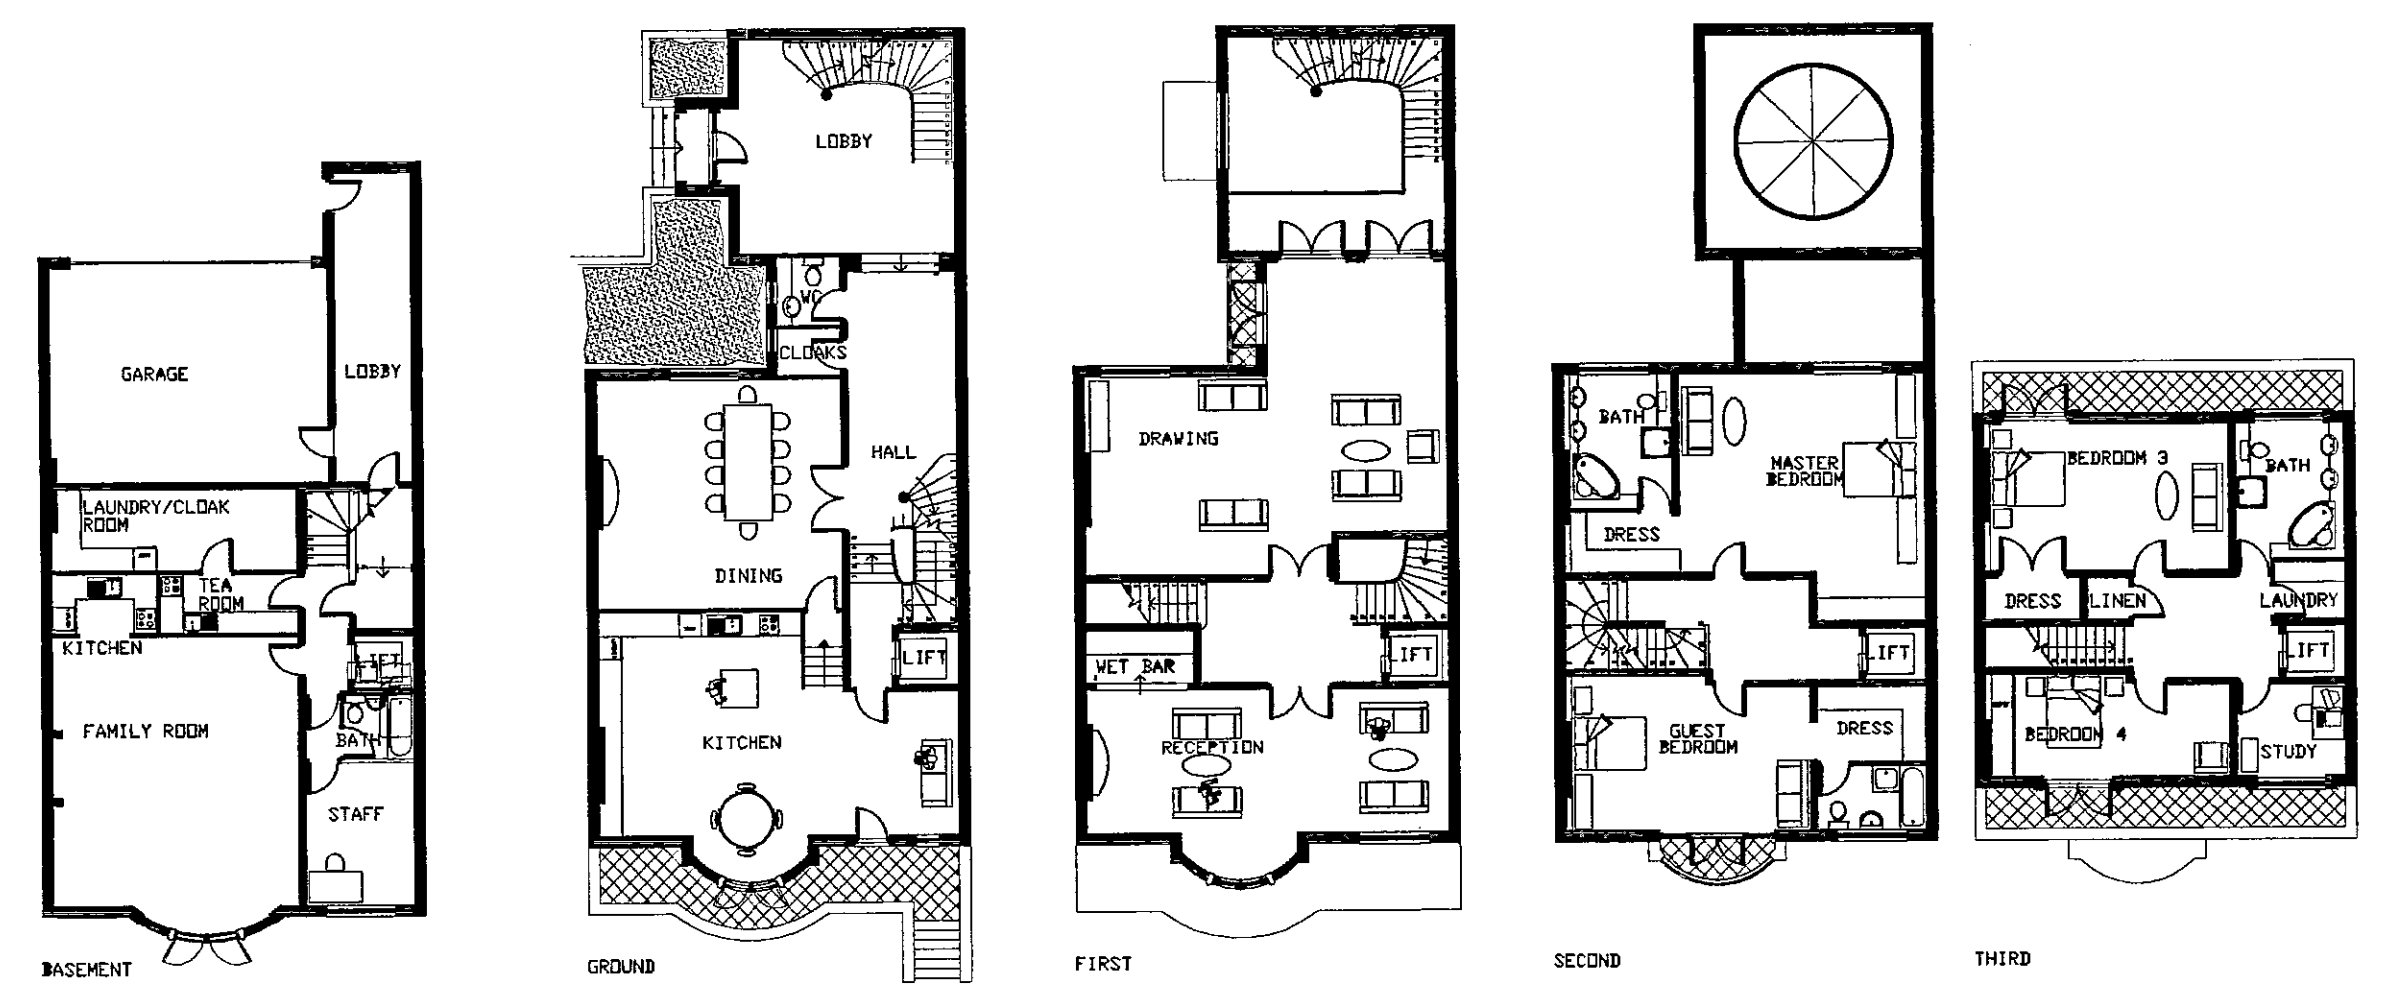 GARAGE
LOBBY
LAUNDRY/CLOAK
ROOM
TEA
ROOM
KITCHEN
LIFT
FAMILY ROOM
BATH
STAFF
BASEMENT
LOBBY
WC
CLOAKS
HALL
DINING
LIFT
KITCHEN
GROUND
DRAWING
WET BAR
LIFT
RECEPTION
FIRST
BATH
MASTER
BEDROOM
DRESS
LIFT
GUEST
BEDROOM
DRESS
SECOND
BEDROOM 3
BATH
DRESS
LINEN
LAUNDRY
LIFT
BEDROOM 4
STUDY
THIRD